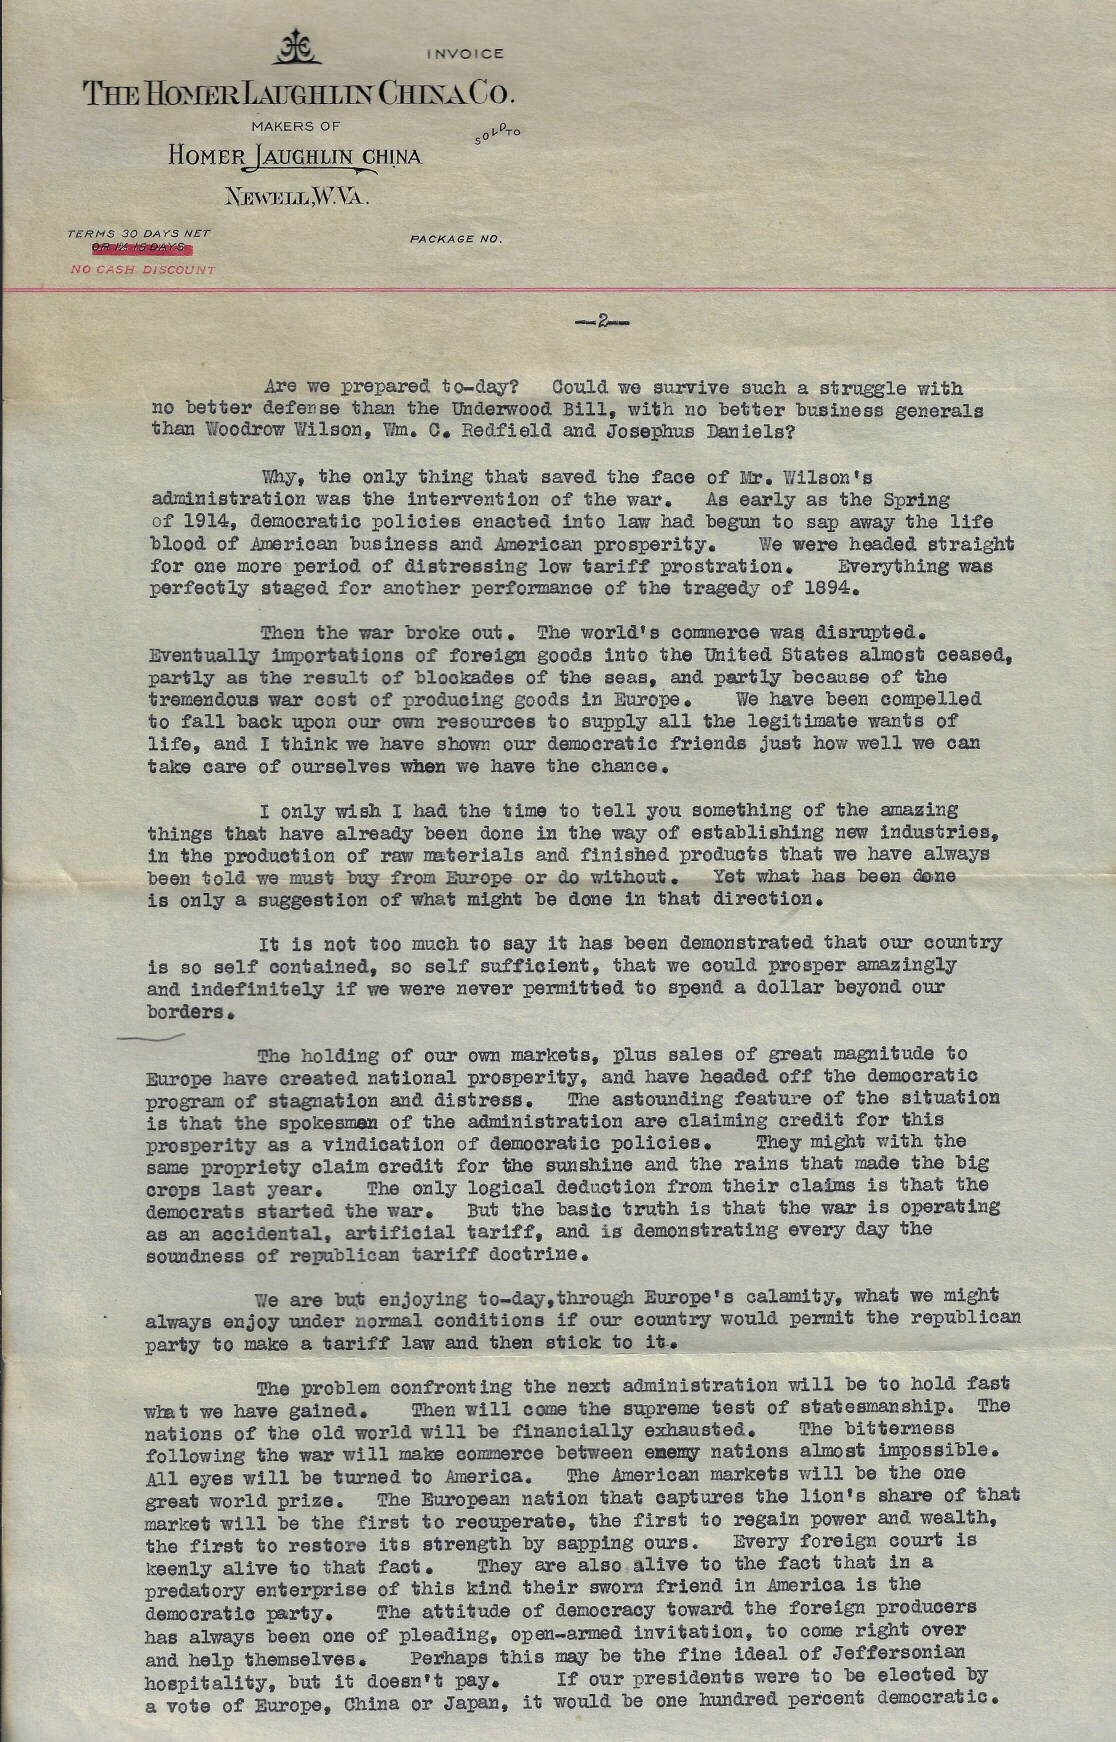 INVOICE
THE HOMER LAUGHLIN CHINA CO.
MAKERS OF
SOLD TO
HOMER LAUGHLIN CHINA
NEWELL, W. VA.
TERMS 30 DAYS NET
PACKAGE NO.
NO CASH DISCOUNT
—2—
Are we prepared to-day? Could we survive such a struggle with
no better defense than the Underwood Bill, with no better business generals
than Woodrow Wilson, Wm. C. Redfield and Josephus Daniels?
Why, the only thing that saved the face of Mr. Wilson's
administration was the intervention of the war. As early as the Spring
of 1914, democratic policies enacted into law had begun to sap away the life
blood of American business and American prosperity. We were headed straight
for one more period of distressing low tariff prostration. Everything was
perfectly staged for another performance of the tragedy of 1894.
Then the war broke out. The world's commerce was disrupted.
Eventually importations of foreign goods into the United States almost ceased,
partly as the result of blockades of the seas, and partly because of the
tremendous war cost of producing goods in Europe. We have been compelled
to fall back upon our own resources to supply all the legitimate wants of
life, and I think we have shown our democratic friends just how well we can
take care of ourselves when we have the chance.
I only wish I had the time to tell you something of the amazing
things that have already been done in the way of establishing new industries,
in the production of raw materials and finished products that we have always
been told we must buy from Europe or do without. Yet what has been done
is only a suggestion of what might be done in that direction.
It is not too much to say it has been demonstrated that our country
is so self contained, so self sufficient, that we could prosper amazingly
and indefinitely if we were never permitted to spend a dollar beyond our
borders.
The holding of our own markets, plus sales of great magnitude to
Europe have created national prosperity, and have headed off the democratic
program of stagnation and distress. The astounding feature of the situation
is that the spokesmen of the administration are claiming credit for this
prosperity as a vindication of democratic policies. They might with the
same propriety claim credit for the sunshine and the rains that made the big
crops last year. The only logical deduction from their claims is that the
democrats started the war. But the basic truth is that the war is operating
as an accidental, artificial tariff, and is demonstrating every day the
soundness of republican tariff doctrine.
We are but enjoying to-day,through Europe's calamity, what we might
always enjoy under normal conditions if our country would permit the republican
party to make a tariff law and then stick to it.
The problem confronting the next administration will be to hold fast
what we have gained. Then will come the supreme test of statesmanship. The
nations of the old world will be financially exhausted. The bitterness
following the war will make commerce between enemy nations almost impossible.
All eyes will be turned to America. The American markets will be the one
great world prize. The European nation that captures the lion's share of that
market will be the first to recuperate, the first to regain power and wealth,
the first to restore its strength by sapping ours. Every foreign court is
keenly alive to that fact. They are also alive to the fact that in a
predatory enterprise of this kind their sworn friend in America is the
democratic party. The attitude of democracy toward the foreign producers
has always been one of pleading, open-armed invitation, to come right over
and help themselves. Perhaps this may be the fine ideal of Jeffersonian
hospitality, but it doesn't pay. If our presidents were to be elected by
a vote of Europe, China or Japan, it would be one hundred percent democratic.